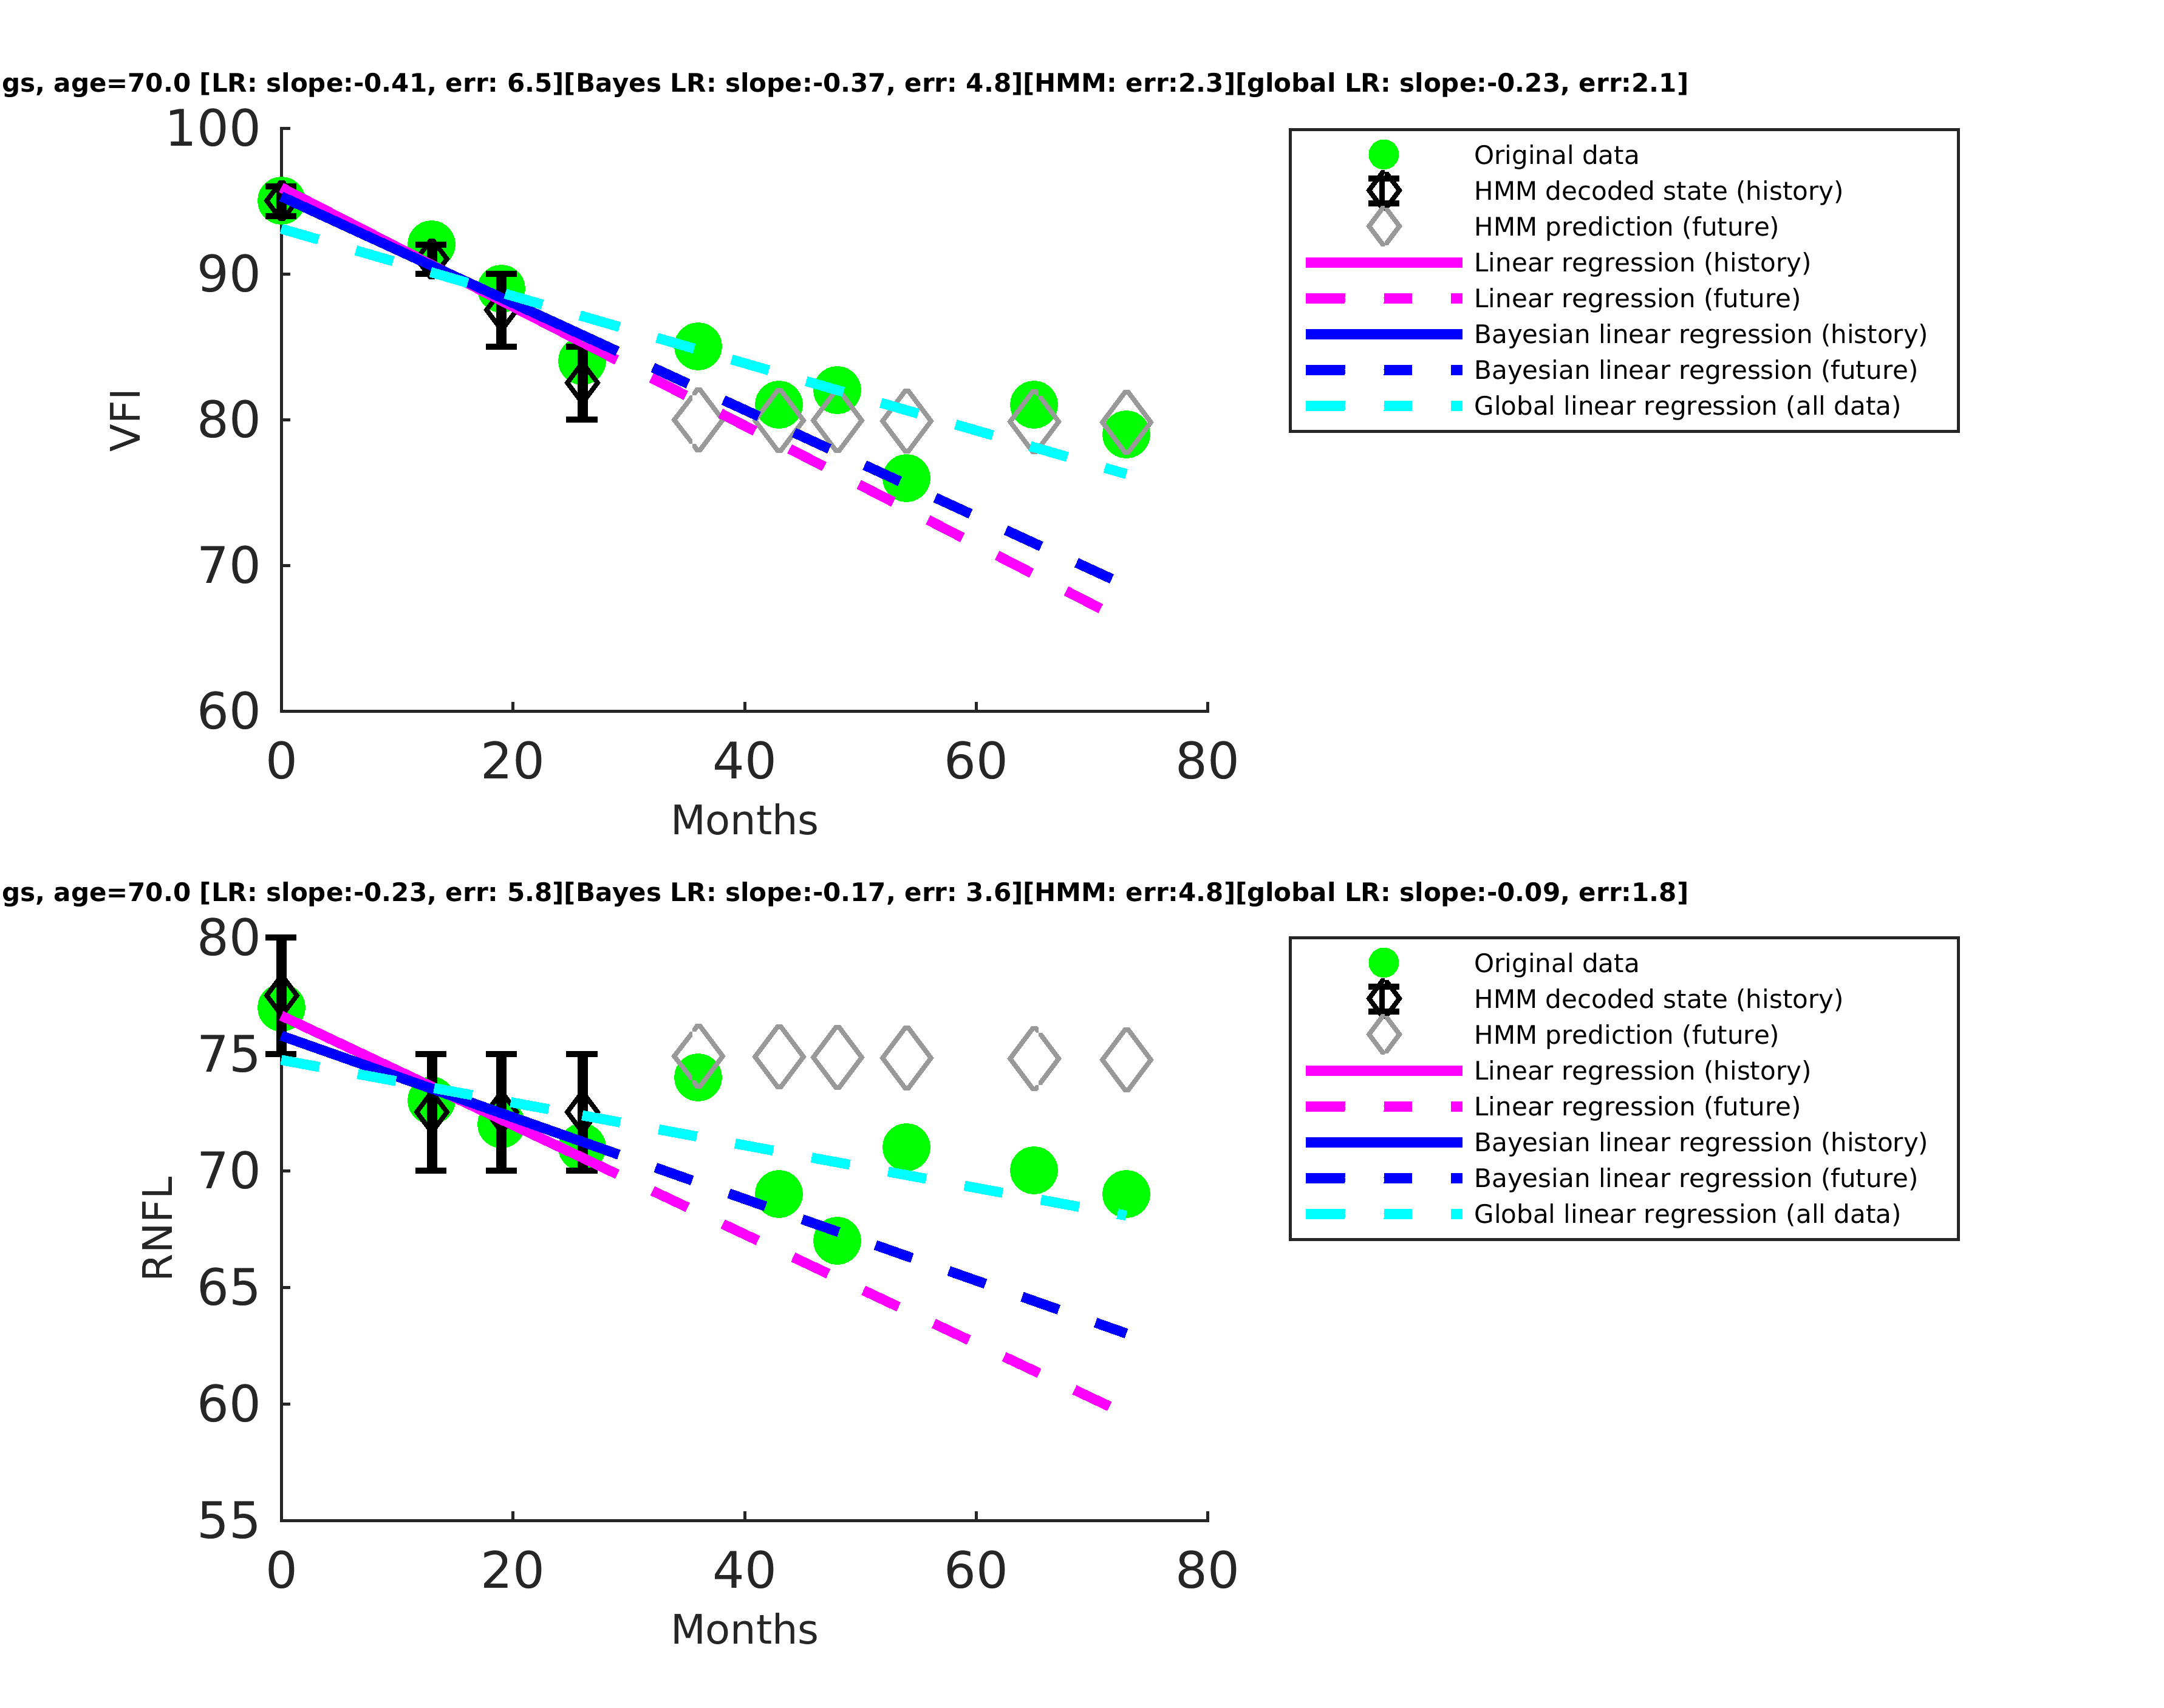 gs, age=70.0 [LR: slope:-0.41, err: 6.5][Bayes LR: slope:-0.37, err: 4.8][HMM: err:2.3][global LR: slope:-0.23, err:2.1]
100
90
80
70
60
VFI
0 20 40 60 80
Months
Original data
HMM decoded state (history)
HMM prediction (future)
Linear regression (history)
Linear regression (future)
Bayesian linear regression (history)
Bayesian linear regression (future)
Global linear regression (all data)
gs, age=70.0 [LR: slope:-0.23, err: 5.8][Bayes LR: slope:-0.17, err: 3.6][HMM: err:4.8][global LR: slope:-0.09, err:1.8]
80
75
70
65
60
55
RNFL
0 20 40 60 80
Months
Original data
HMM decoded state (history)
HMM prediction (future)
Linear regression (history)
Linear regression (future)
Bayesian linear regression (history)
Bayesian linear regression (future)
Global linear regression (all data)